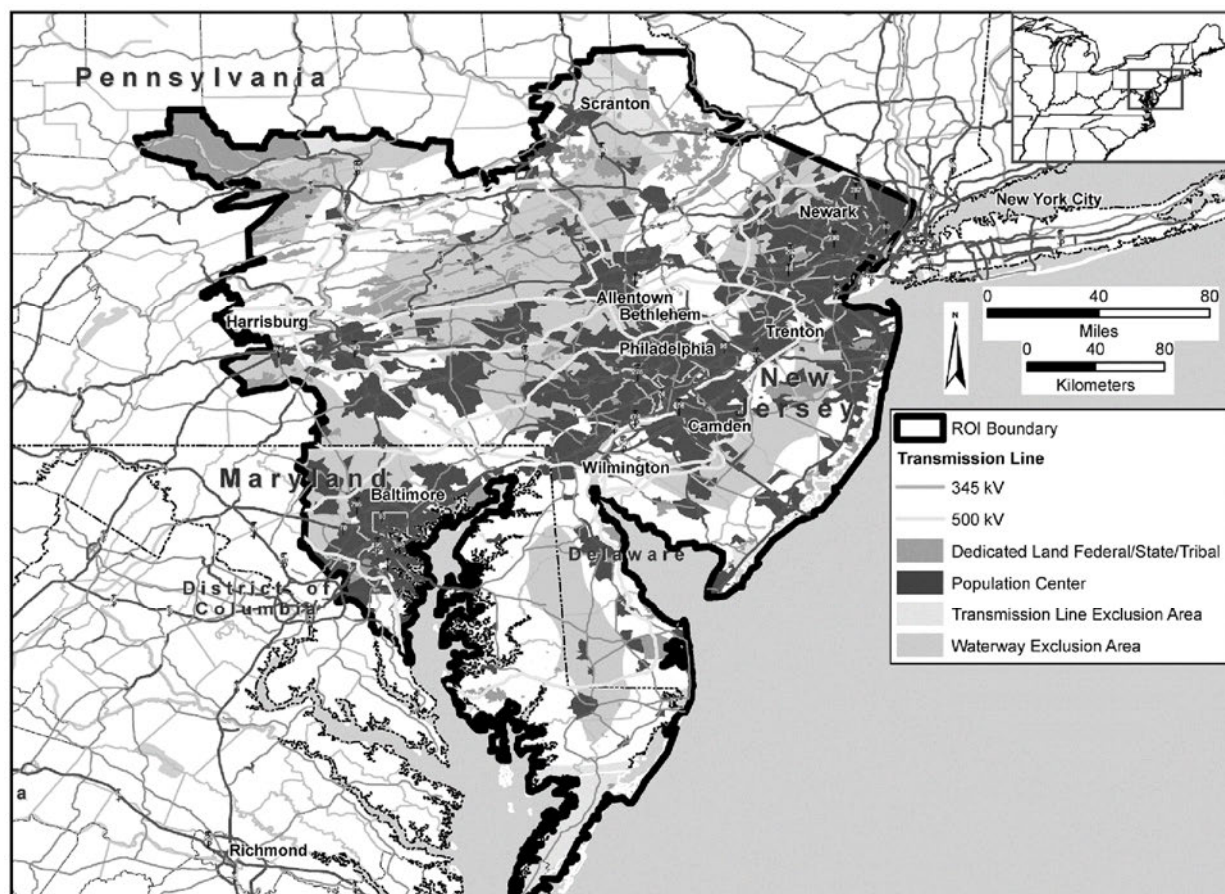 Pennsylvania
Scranton
Newark
New York City
Allentown
Bethlehem
Harrisburg
Trenton
Philadelphia
New
Jersey
Camden
Wilmington
Maryland
Baltimore
Delaware
District of
Columbia
Richmond
a
N
0 40 80
Miles
0 40 80
Kilometers
ROI Boundary
Transmission Line
345 kV
500 kV
Dedicated Land Federal/State/Tribal
Population Center
Transmission Line Exclusion Area
Waterway Exclusion Area